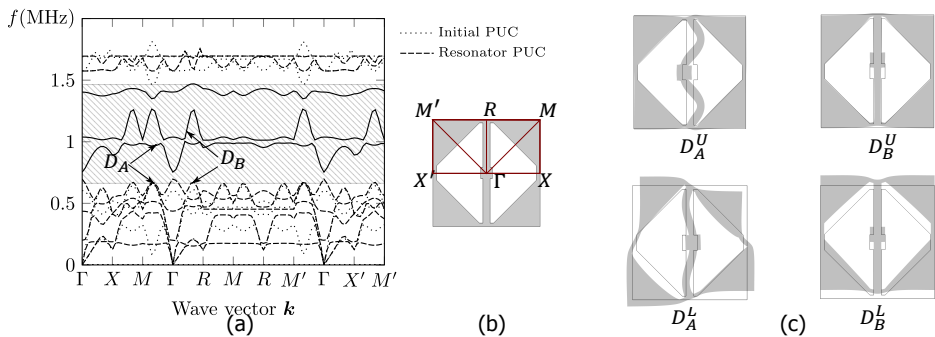 f(MHz)
1.5
1
0.5
0
D_A
D_B
Γ X M Γ R M R M′ Γ X′ M′
Wave vector k
(a)
Initial PUC
Resonator PUC
M′ R M
X′ Γ X
(b)
D_A^U
D_B^U
D_A^L
D_B^L
(c)